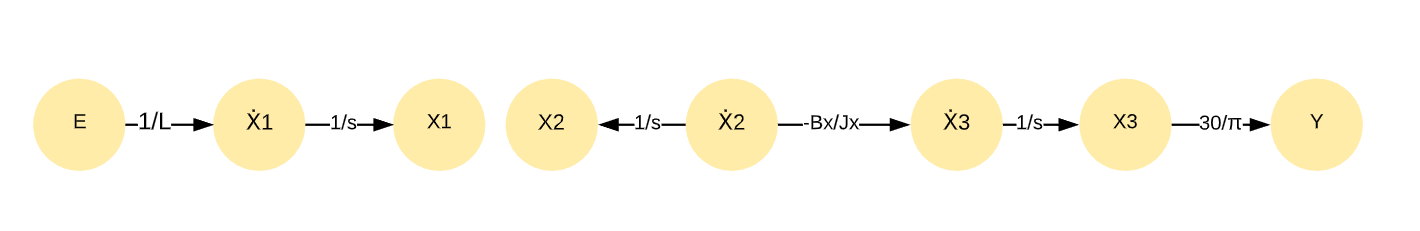 E 1/L Ẋ1 1/s X1 X2 1/s Ẋ2 -Bx/Jx Ẋ3 1/s X3 30/π Y